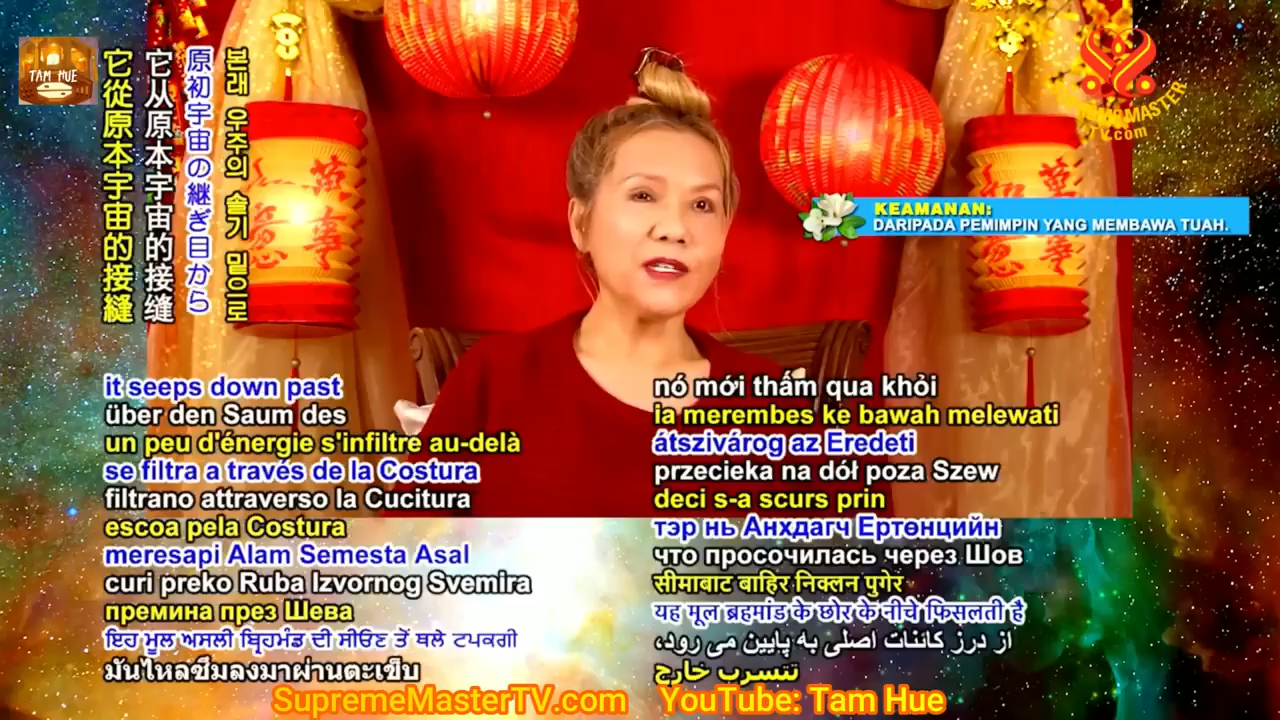 TAM HUE
它從原本宇宙的接縫
它从原本宇宙的接缝
原初宇宙の継ぎ目から
본래 우주의 솔기 밑으로
TV.com
KEAMANAN:
DARIPADA PEMIMPIN YANG MEMBAWA TUAH.
it seeps down past
über den Saum des
un peu d'énergie s'infiltre au-delà
se filtra a través de la Costura
filtrano attraverso la Cucitura
escoa pela Costura
meresapi Alam Semesta Asal
curi preko Ruba Izvornog Svemira
премина през Шева
ਇਹ ਮੂਲ ਅਸਲੀ ਬ੍ਰਿਹਮੰਡ ਦੀ ਸੀਓਣ ਤੋਂ ਥਲੇ ਟਪਕਗੀ
มันไหลซึมลงมาผ่านตะเข็บ
nó mới thấm qua khỏi
ia merembes ke bawah melewati
átszivárog az Eredeti
przecieka na dół poza Szew
deci s-a scurs prin
тэр нь Анхдагч Ертөнцийн
что просочилась через Шов
सीमाबाट बाहिर निक्लन पुगेर
यह मूल ब्रहमांड के छोर के नीचे फिसलती है
از درز کائنات اصلی به پایین می رود،
تتسرب خارج
SupremeMasterTV.com
YouTube: Tam Hue